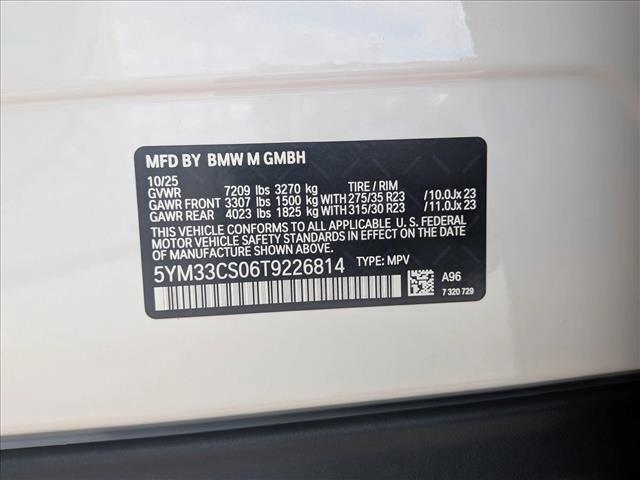 MFD BY BMW M GMBH
10/25
GVWR 7209 lbs 3270 kg TIRE / RIM
GAWR FRONT 3307 lbs 1500 kg WITH 275/35 R23 /10.0Jx 23
GAWR REAR 4023 lbs 1825 kg WITH 315/30 R23 /11.0Jx 23
THIS VEHICLE CONFORMS TO ALL APPLICABLE U. S. FEDERAL
MOTOR VEHICLE SAFETY STANDARDS IN EFFECT ON THE DATE OF
MANUFACTURE SHOWN ABOVE.
5YM33CS06T9226814 TYPE: MPV
A96
7 320 729